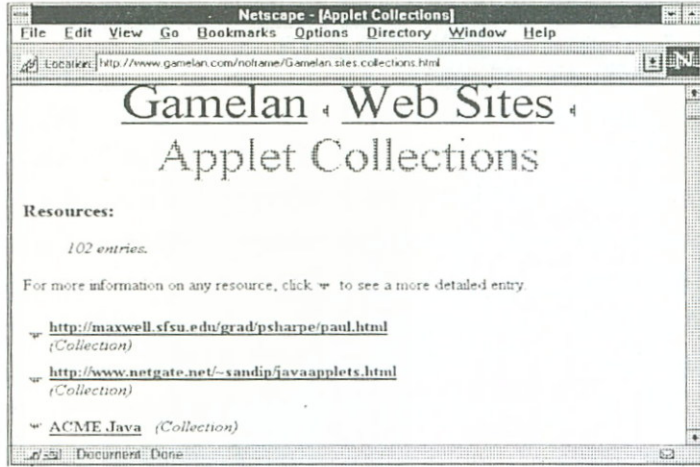 Netscape - [Applet Collections]
File Edit View Go Bookmarks Options Directory Window Help
Location: http://www.gamelan.com/noframe/Gamelan.sites.collections.html
N
Gamelan Web Sites
Applet Collections
Resources:
102 entries.
For more information on any resource, click to see a more detailed entry.
http://maxwell.sfsu.edu/grad/psharpe/paul.html
(Collection)
http://www.netgate.net/~sandip/javaapplets.html
(Collection)
ACME Java (Collection)
Document: Done